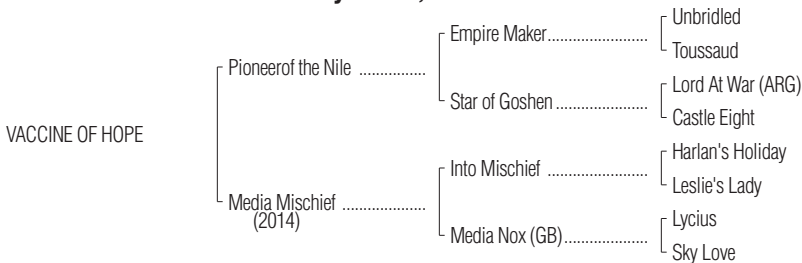 Unbridled
Empire Maker......................
Toussaud
Pioneerof the Nile ................
Lord At War (ARG)
Star of Goshen....................
Castle Eight
VACCINE OF HOPE
Harlan's Holiday
Into Mischief ......................
Leslie's Lady
Media Mischief ....................
(2014)
Lycius
Media Nox (GB)....................
Sky Love